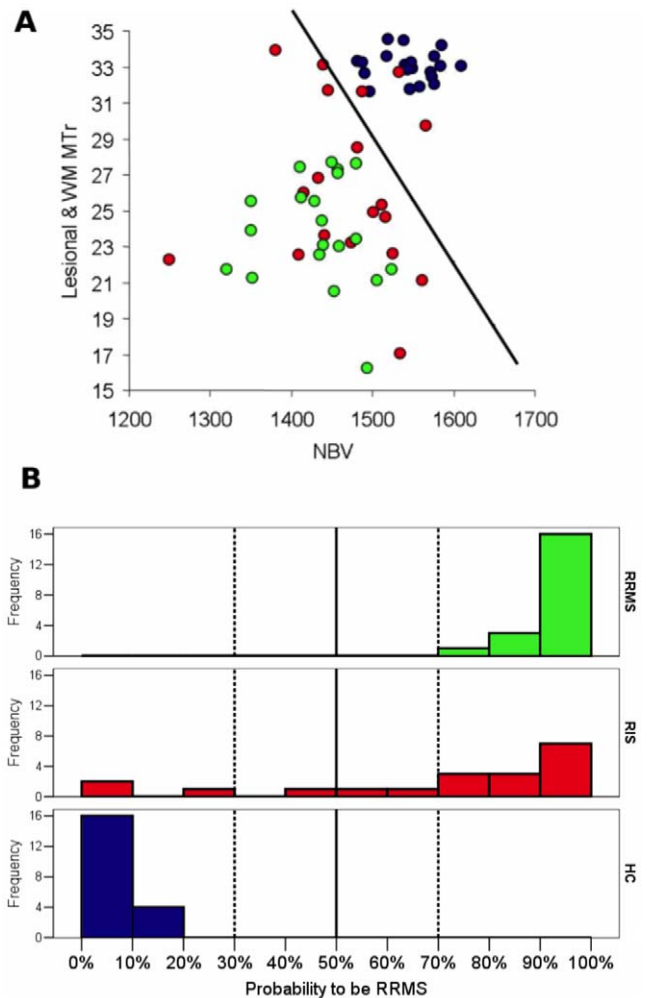 A
35
33
31
29
27
25
23
21
19
17
15
Lesional & WM MTr
1200 1300 1400 1500 1600 1700
NBV
B
16
12
8
4
0
Frequency
RRMS
16
12
8
4
0
Frequency
RIS
16
12
8
4
0
Frequency
HC
0% 10% 20% 30% 40% 50% 60% 70% 80% 90% 100%
Probability to be RRMS